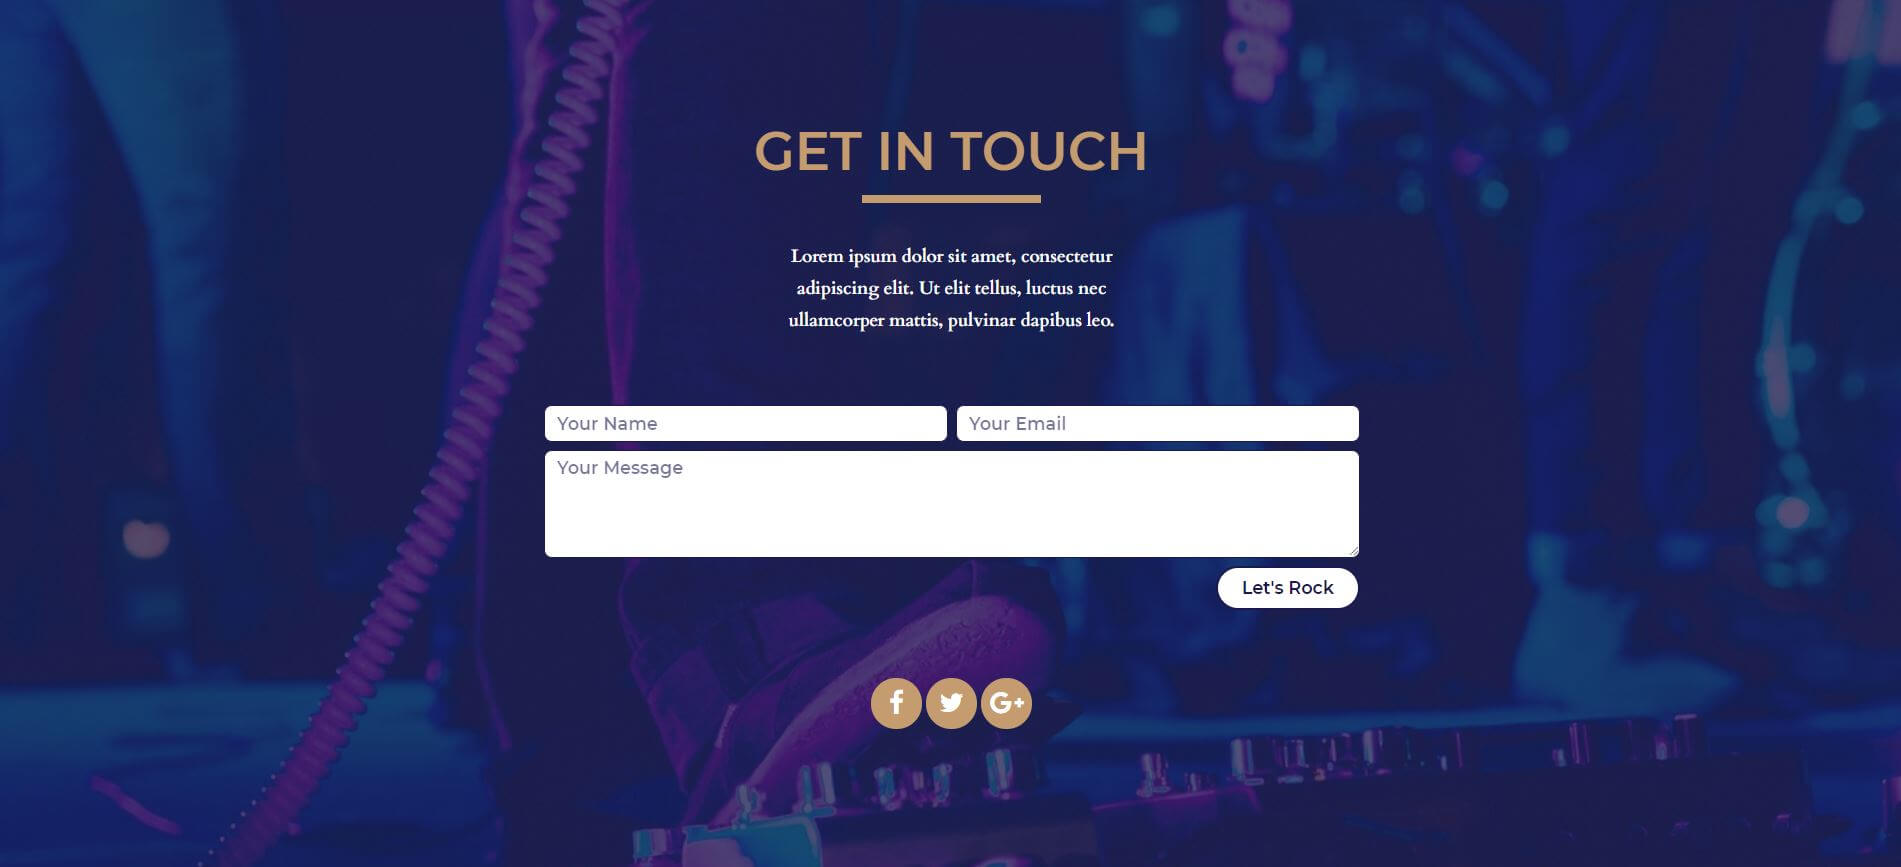 GET IN TOUCH
Lorem ipsum dolor sit amet, consectetur
adipiscing elit. Ut elit tellus, luctus nec
ullamcorper mattis, pulvinar dapibus leo.
Your Name
Your Email
Your Message
Let's Rock